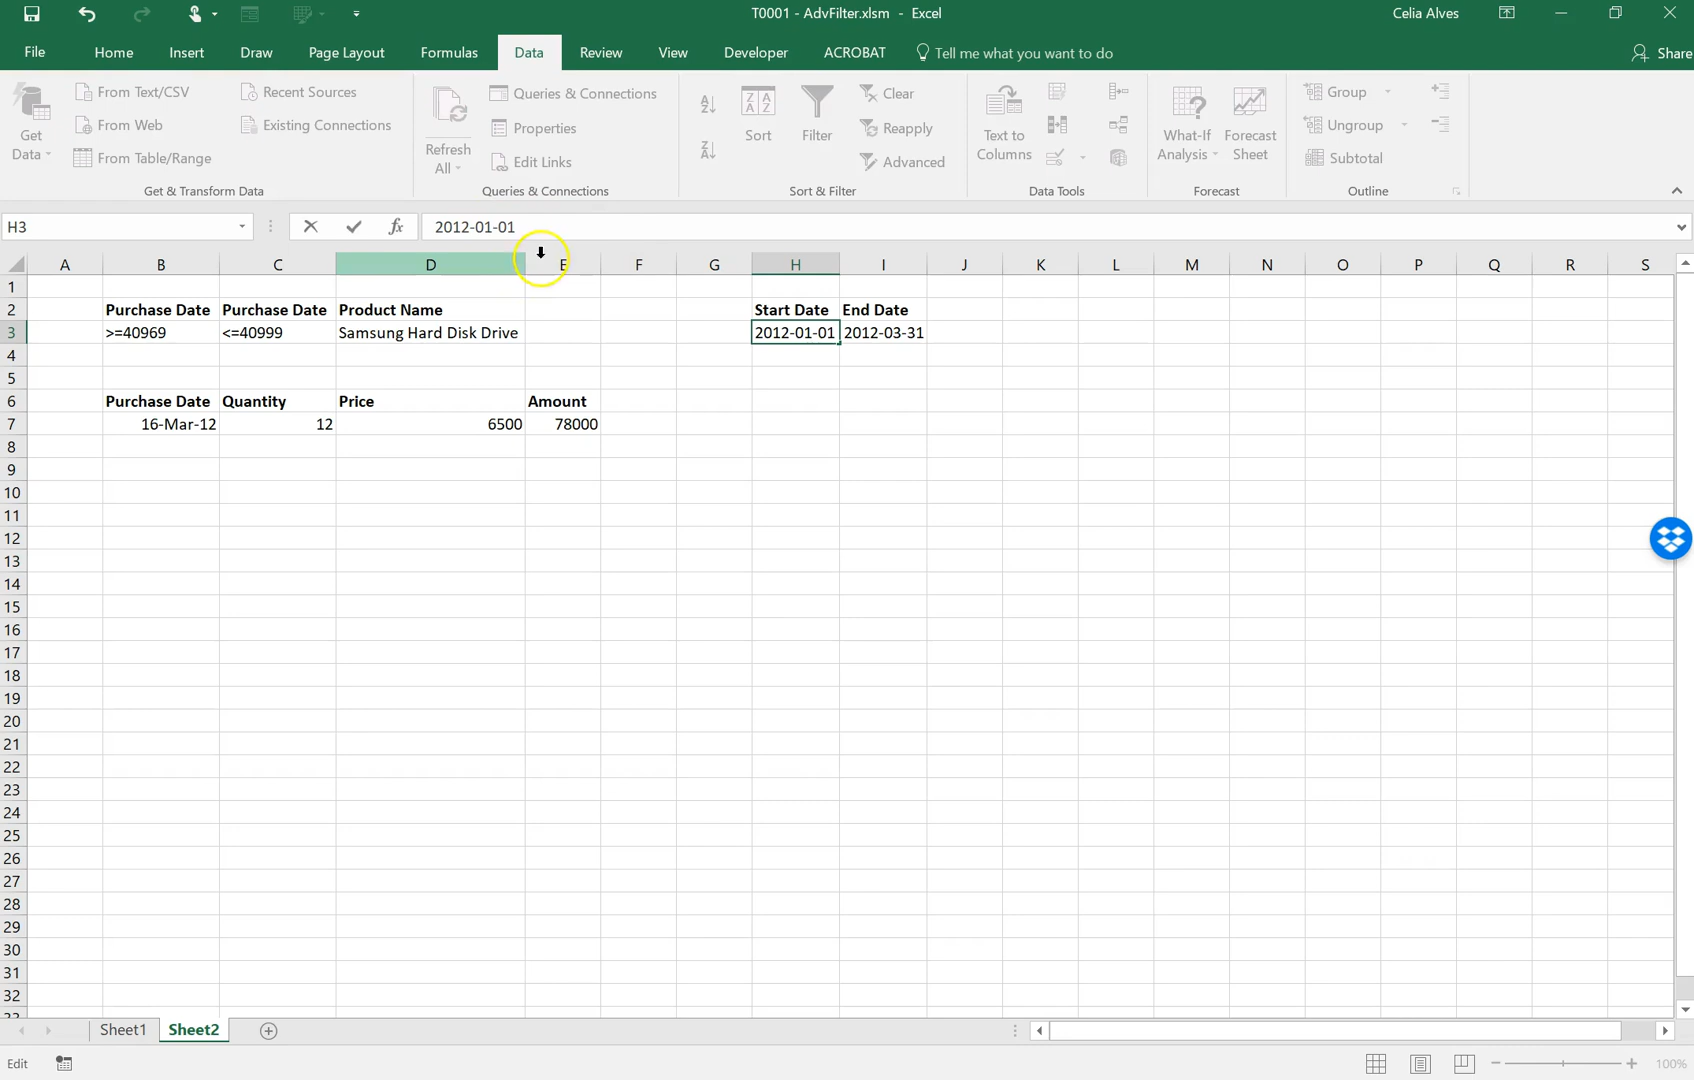 T0001 - AdvFilter.xlsm - Excel
Celia Alves
File Home Insert Draw Page Layout Formulas Data Review View Developer ACROBAT Tell me what you want to do Share
Get Data
From Text/CSV
From Web
From Table/Range
Recent Sources
Existing Connections
Get & Transform Data
Refresh All
Queries & Connections
Properties
Edit Links
Queries & Connections
Sort
Filter
Clear
Reapply
Advanced
Sort & Filter
Text to Columns
Data Tools
What-If Analysis
Forecast Sheet
Forecast
Group
Ungroup
Subtotal
Outline
H3 fx 2012-01-01
A B C D E F G H I J K L M N O P Q R S
1
2 Purchase Date Purchase Date Product Name Start Date End Date
3 >=40969 <=40999 Samsung Hard Disk Drive 2012-01-01 2012-03-31
4
5
6 Purchase Date Quantity Price Amount
7 16-Mar-12 12 6500 78000
8
9
10
11
12
13
14
15
16
17
18
19
20
21
22
23
24
25
26
27
28
29
30
31
32
Sheet1 Sheet2
Edit 100%